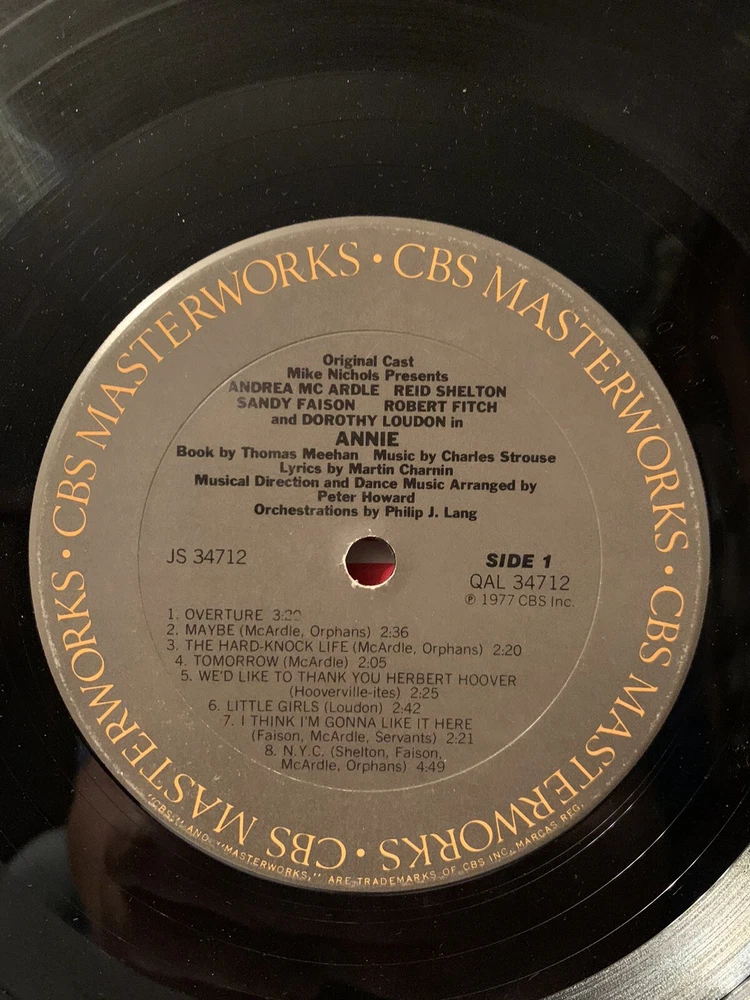 CBS MASTERWORKS • CBS MASTERWORKS • CBS MASTERWORKS • CBS MASTERWORKS • CBS MASTERWORKS •
Original Cast
Mike Nichols Presents
ANDREA MC ARDLE REID SHELTON
SANDY FAISON ROBERT FITCH
and DOROTHY LOUDON in
ANNIE
Book by Thomas Meehan Music by Charles Strouse
Lyrics by Martin Charnin
Musical Direction and Dance Music Arranged by
Peter Howard
Orchestrations by Philip J. Lang
JS 34712
SIDE 1
QAL 34712
℗ 1977 CBS Inc.
1. OVERTURE
2. MAYBE (McArdle, Orphans) 2:36
3. THE HARD-KNOCK LIFE (McArdle, Orphans) 2:20
4. TOMORROW (McArdle) 2:05
5. WE'D LIKE TO THANK YOU HERBERT HOOVER
(Hooverville-ites) 2:25
6. LITTLE GIRLS (Loudon) 2:42
7. I THINK I'M GONNA LIKE IT HERE
(Faison, McArdle, Servants) 2:21
8. N.Y.C. (Shelton, Faison,
McArdle, Orphans) 4:49
"CBS" AND "MASTERWORKS," ARE TRADEMARKS OF CBS INC. MARCAS REG.